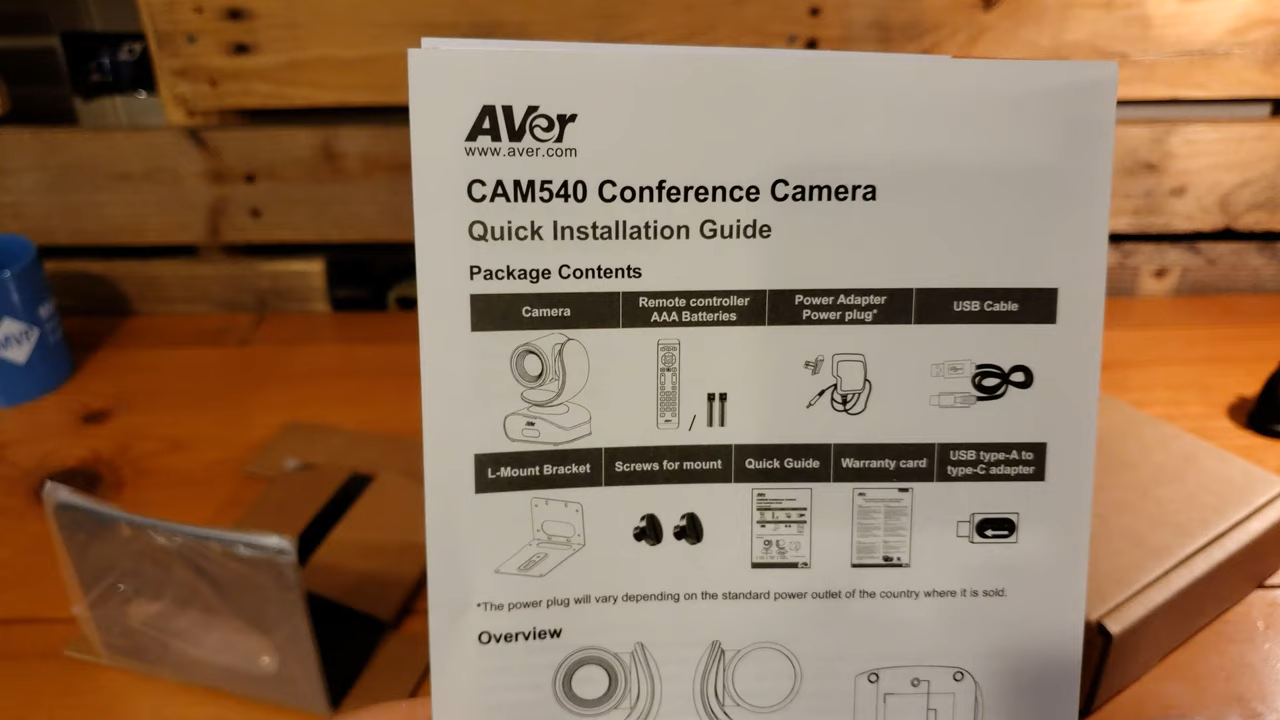 AVer
www.aver.com
CAM540 Conference Camera
Quick Installation Guide
Package Contents
Camera
Remote controller
AAA Batteries
Power Adapter
Power plug*
USB Cable
/
L-Mount Bracket
Screws for mount
Quick Guide
Warranty card
USB type-A to
type-C adapter
*The power plug will vary depending on the standard power outlet of the country where it is sold.
Overview